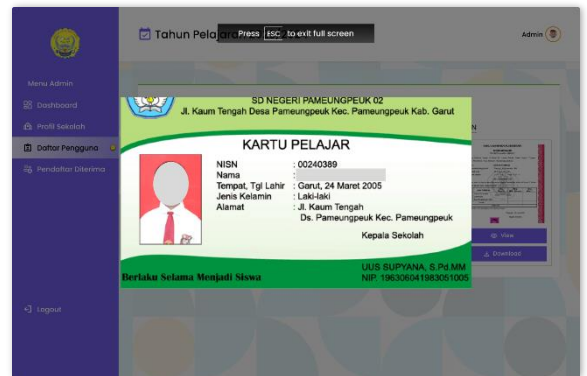 Tahun Pela
Press ESC to exit full screen
Admin
Menu Admin
Dashboard
Profil Sekolah
Daftar Pengguna
Pendaftar Diterima
Logout
SD NEGERI PAMEUNGPEUK 02
Jl. Kaum Tengah Desa Pameungpeuk Kec. Pameungpeuk Kab. Garut
KARTU PELAJAR
NISN : 00240389
Nama :
Tempat, Tgl Lahir : Garut, 24 Maret 2005
Jenis Kelamin : Laki-laki
Alamat : Jl. Kaum Tengah
Ds. Pameungpeuk Kec. Pameungpeuk
Kepala Sekolah
UUS SUPYANA, S.Pd.MM
NIP. 196306041983051005
Berlaku Selama Menjadi Siswa
View
Download